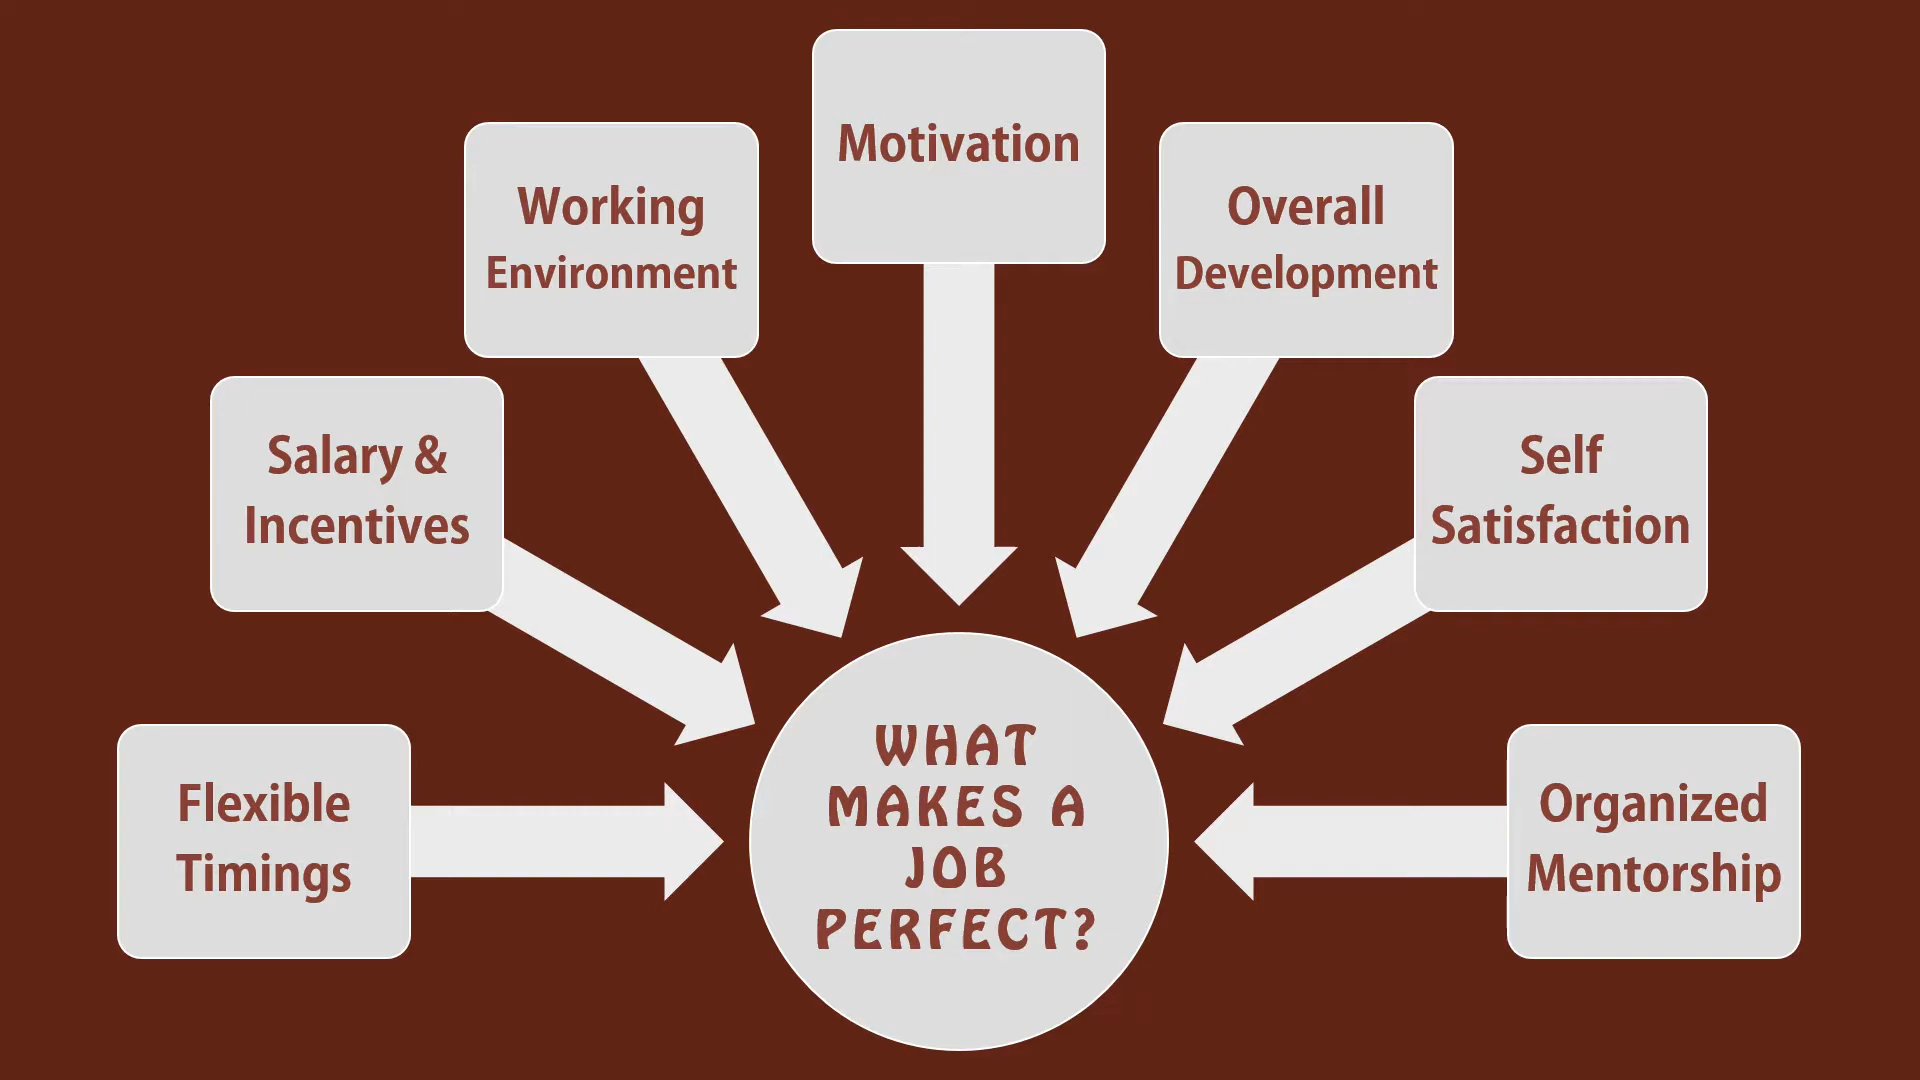 Motivation
Working
Environment
Overall
Development
Salary &
Incentives
Self
Satisfaction
Flexible
Timings
WHAT
MAKES A
JOB
PERFECT?
Organized
Mentorship